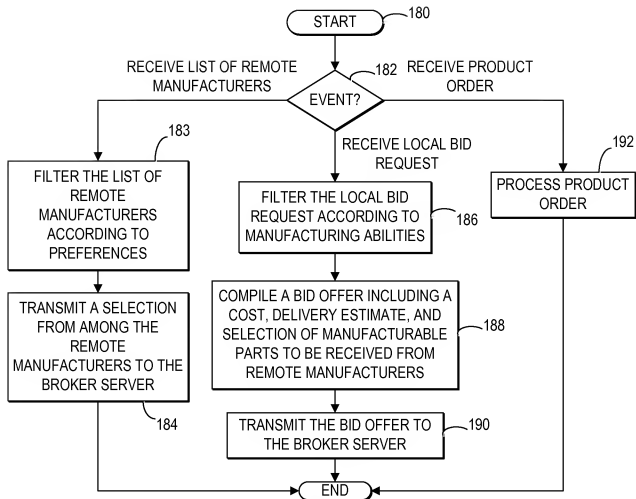 START
180
RECEIVE LIST OF REMOTE
MANUFACTURERS
182
RECEIVE PRODUCT
ORDER
EVENT?
183
RECEIVE LOCAL BID
REQUEST
192
FILTER THE LIST OF
REMOTE
MANUFACTURERS
ACCORDING TO
PREFERENCES
FILTER THE LOCAL BID
REQUEST ACCORDING TO
MANUFACTURING ABILITIES
186
PROCESS PRODUCT
ORDER
TRANSMIT A SELECTION
FROM AMONG THE
REMOTE
MANUFACTURERS TO THE
BROKER SERVER
184
COMPILE A BID OFFER INCLUDING A
COST, DELIVERY ESTIMATE, AND
SELECTION OF MANUFACTURABLE
PARTS TO BE RECEIVED FROM
REMOTE MANUFACTURERS
188
TRANSMIT THE BID OFFER TO
THE BROKER SERVER
190
END